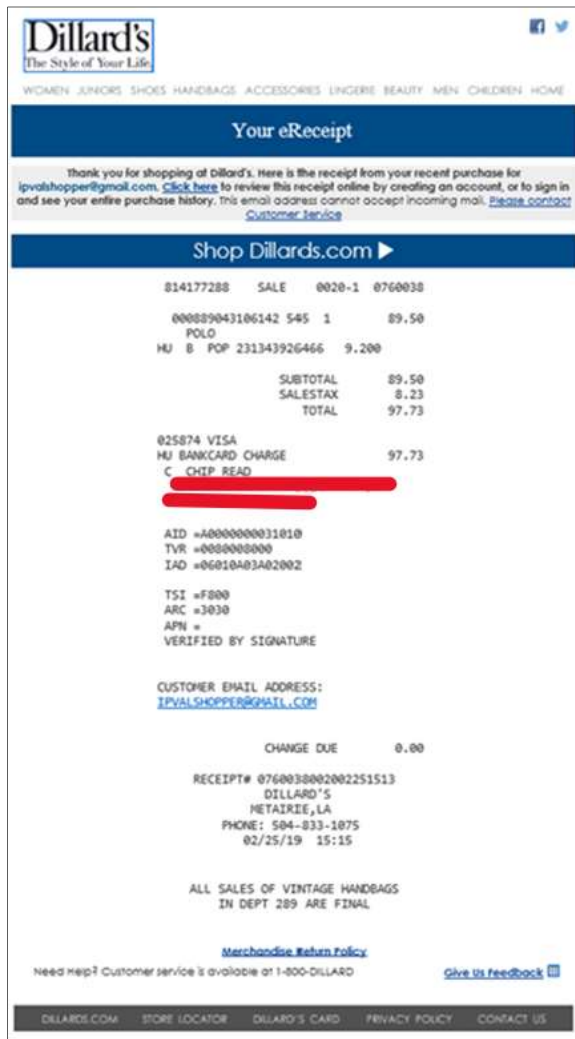 Dillard's
The Style of Your Life.
WOMEN JUNIORS SHOES HANDBAGS ACCESSORIES LINGERIE BEAUTY MEN CHILDREN HOME
Your eReceipt
Thank you for shopping at Dillard's. Here is the receipt from your recent purchase for
ipvalshopper@gmail.com. Click here to review this receipt online by creating an account, or to sign in
and see your entire purchase history. This email address cannot accept incoming mail. Please contact
Customer Service
Shop Dillards.com
814177288 SALE 0020-1 0760038
000889043106142 545 1 89.50
POLO
HU B POP 231343926466 9.200
SUBTOTAL 89.50
SALESTAX 8.23
TOTAL 97.73
025874 VISA
HU BANKCARD CHARGE 97.73
C CHIP READ
AID =A0000000031010
TVR =0080008000
IAD =06010A03A02002
TSI =F800
ARC =3030
APN =
VERIFIED BY SIGNATURE
CUSTOMER EMAIL ADDRESS:
IPVALSHOPPER@GMAIL.COM
CHANGE DUE 0.00
RECEIPT# 0760038002002251513
DILLARD'S
METAIRIE,LA
PHONE: 504-833-1075
02/25/19 15:15
ALL SALES OF VINTAGE HANDBAGS
IN DEPT 289 ARE FINAL
Merchandise Return Policy
Need Help? Customer service is available at 1-800-DILLARD Give Us Feedback
DILLARDS.COM STORE LOCATOR DILLARD'S CARD PRIVACY POLICY CONTACT US